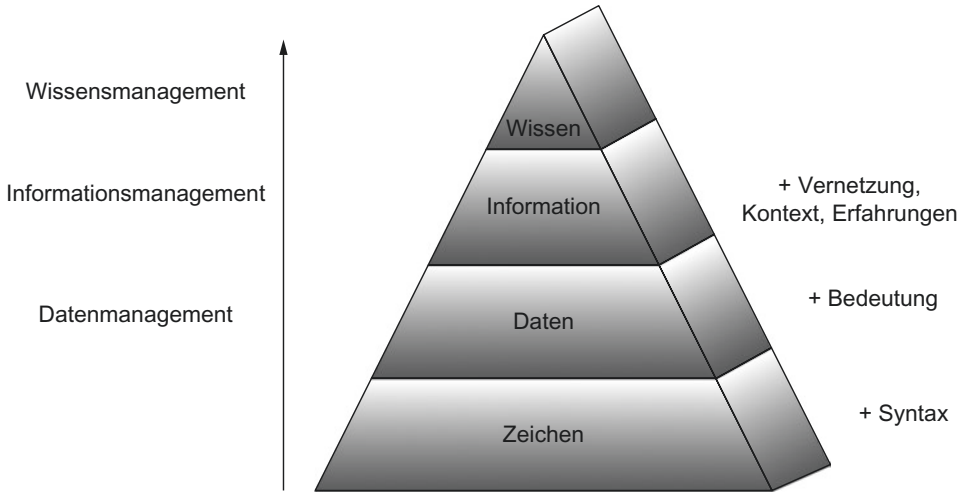 Wissensmanagement
Wissen
Informationsmanagement
Information
+ Vernetzung,
Kontext, Erfahrungen
Datenmanagement
Daten
+ Bedeutung
Zeichen
+ Syntax